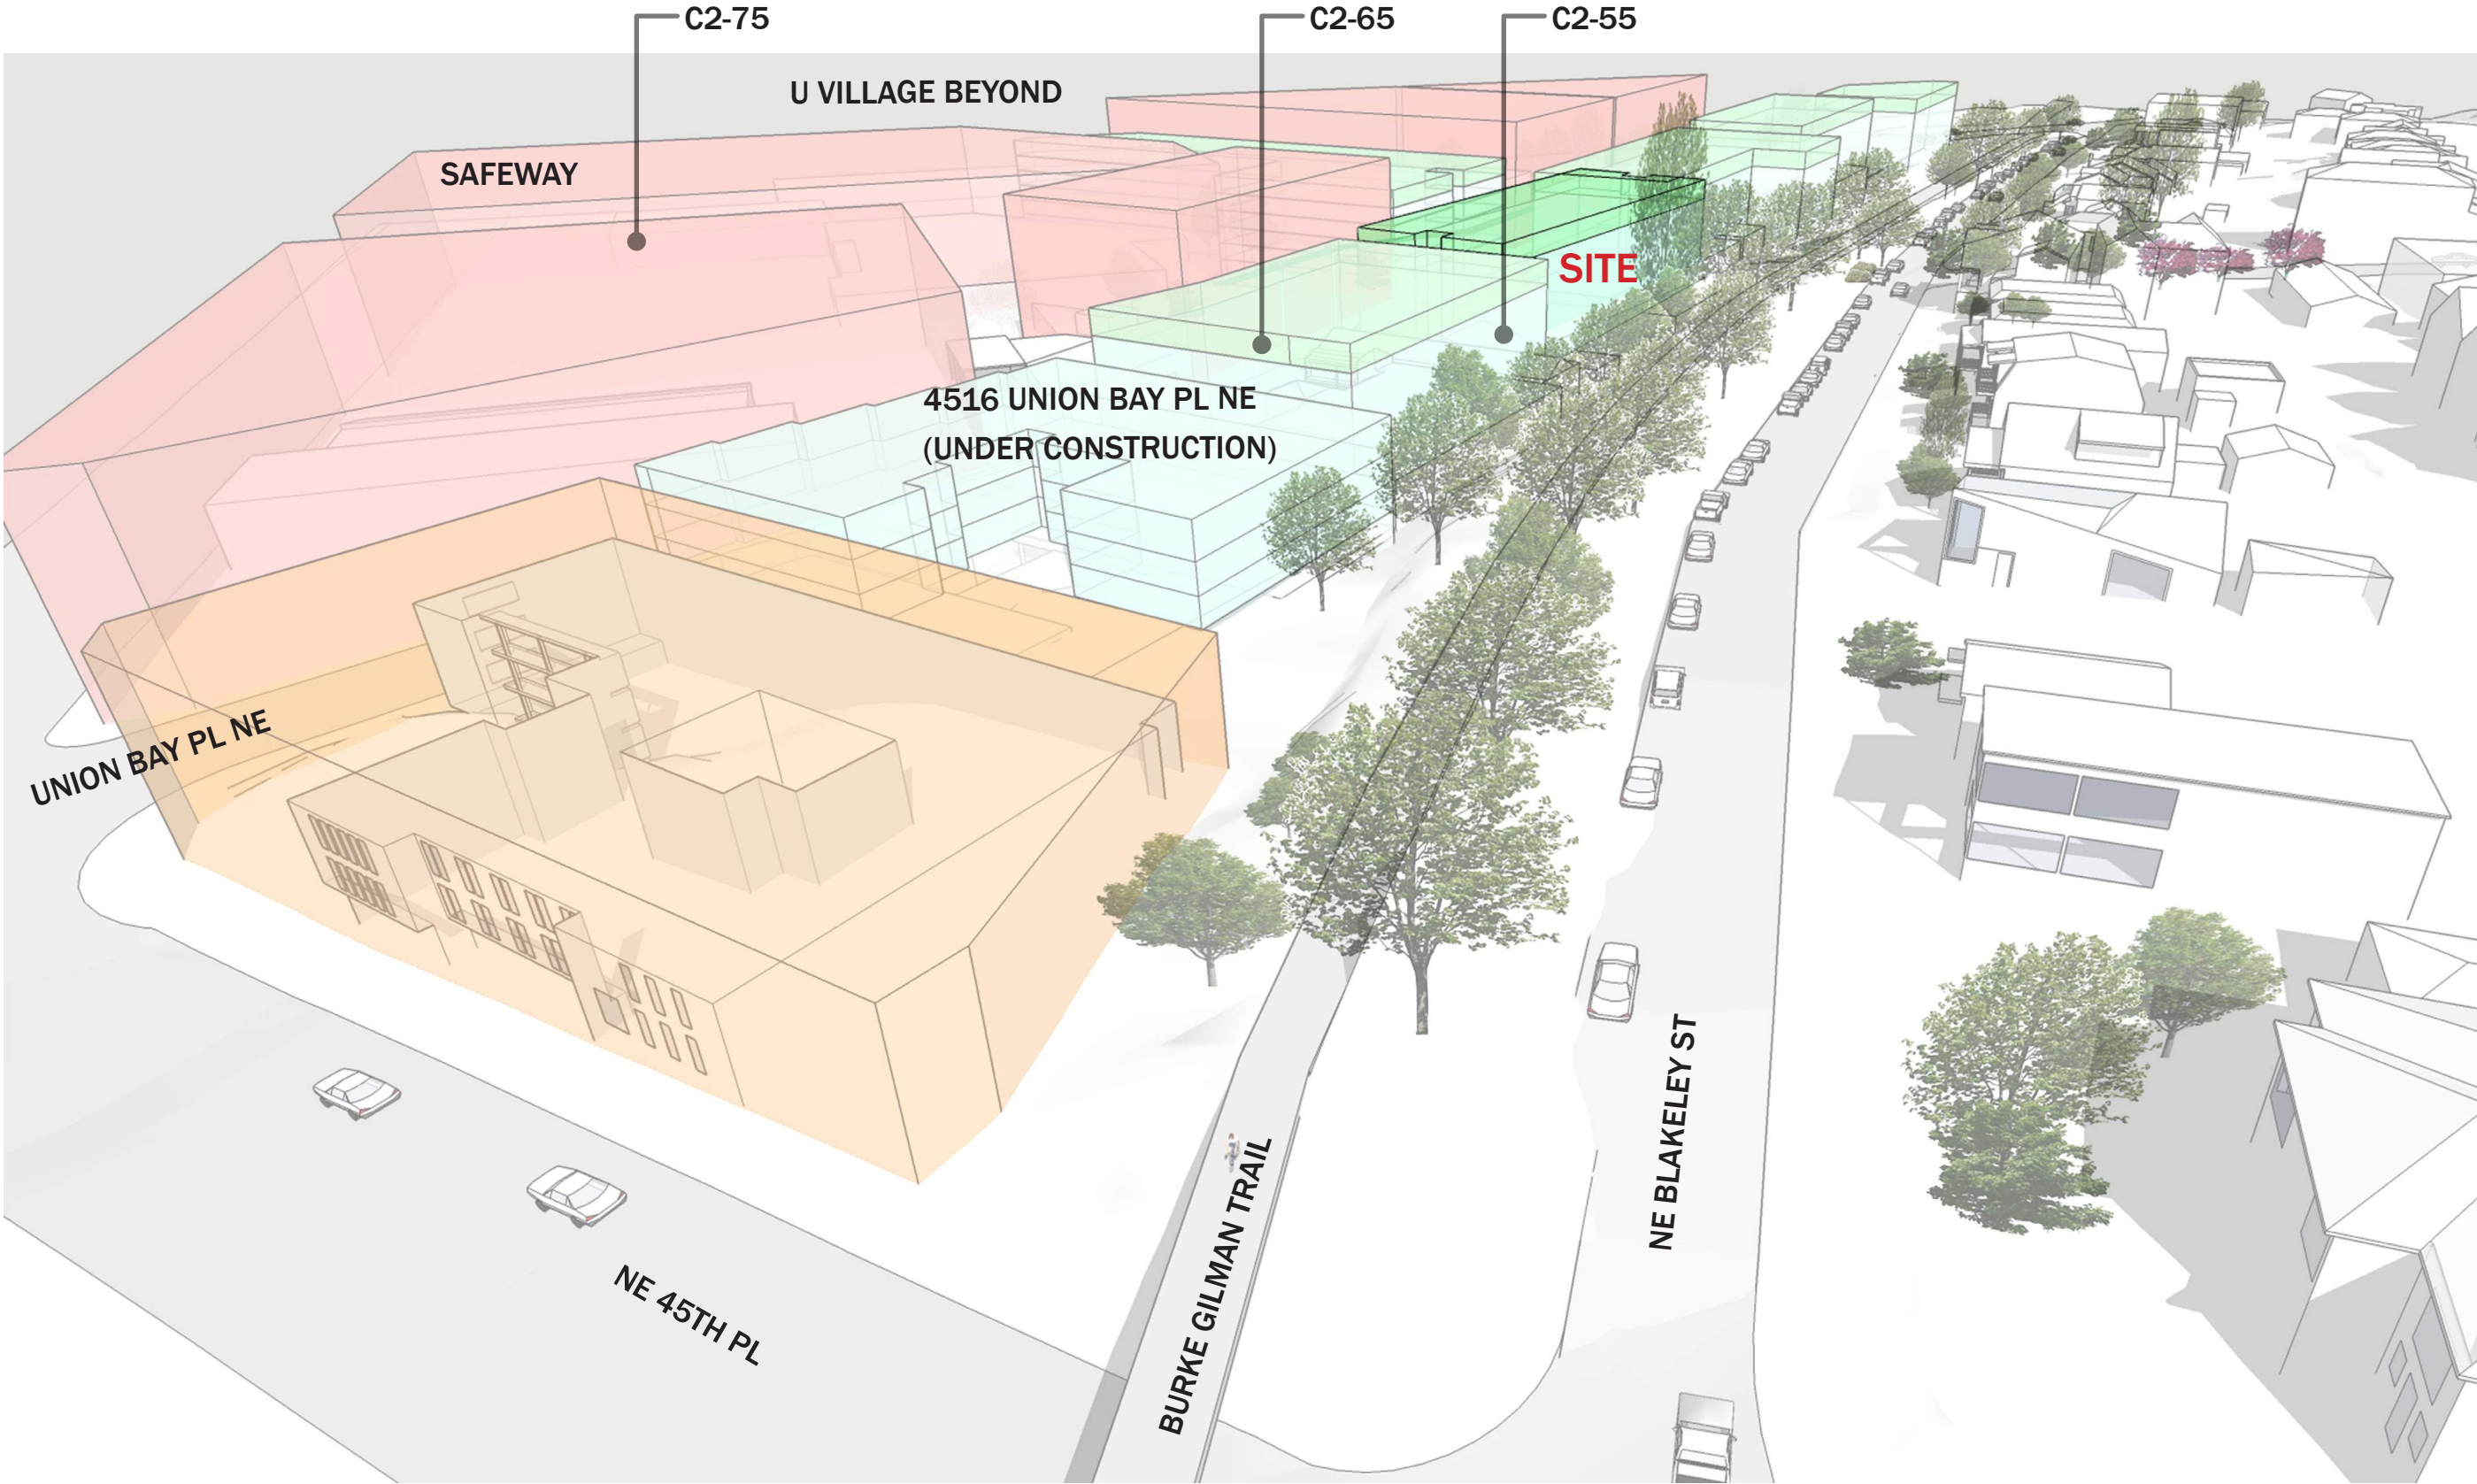 C2-75
C2-65
C2-55
U VILLAGE BEYOND
SAFEWAY
SITE
4516 UNION BAY PL NE
(UNDER CONSTRUCTION)
UNION BAY PL NE
NE BLAKELEY ST
BURKE GILMAN TRAIL
NE 45TH PL